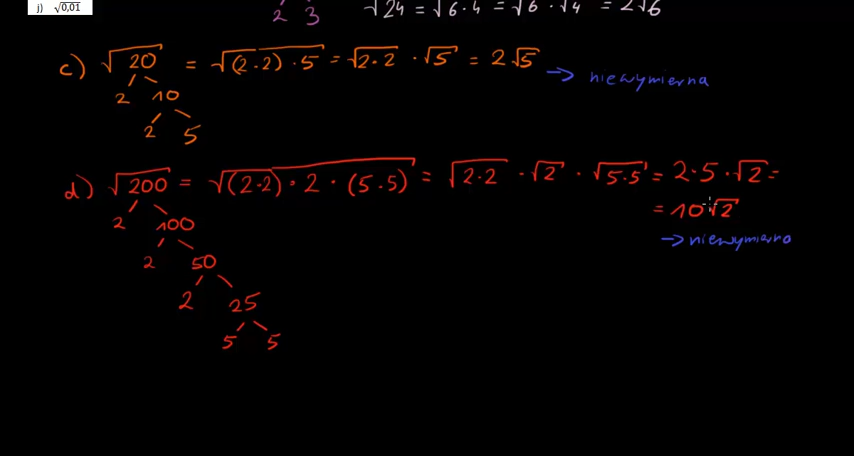 j) √0,01
2 3
√24 = √6·4 = √6 · √4 = 2√6
c) √20 = √(2·2)·5 = √2·2 · √5 = 2√5 → niewymierna
2 10
2 5
d) √200 = √(2·2)·2·(5·5) = √2·2 · √2 · √5·5 = 2·5·√2 =
= 10√2
→ niewymierna
2 100
2 50
2 25
5 5